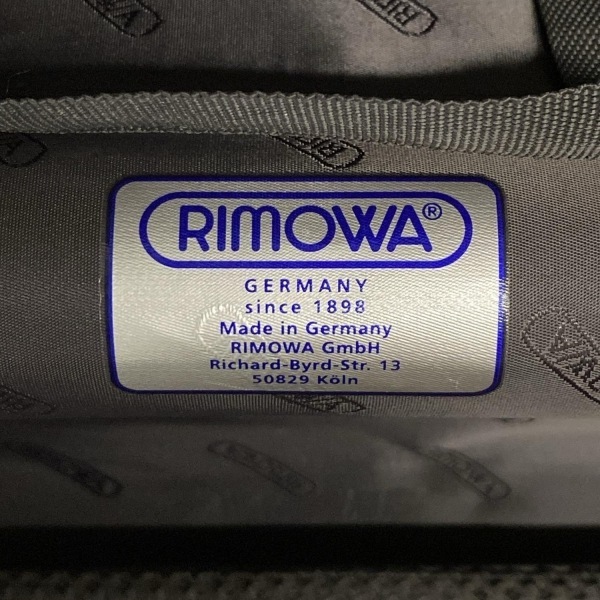 RIMOWA®
GERMANY
since 1898
Made in Germany
RIMOWA GmbH
Richard-Byrd-Str. 13
50829 Köln